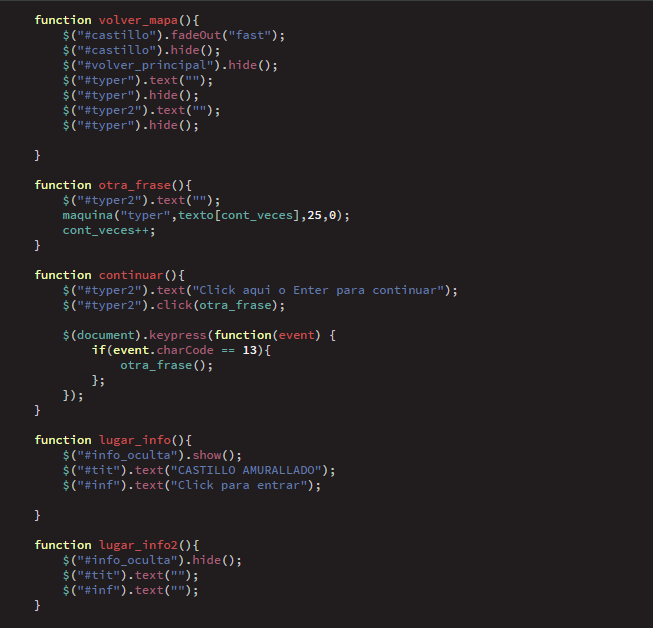 function volver_mapa(){
    $("#castillo").fadeOut("fast");
    $("#castillo").hide();
    $("#volver_principal").hide();
    $("#typer").text("");
    $("#typer").hide();
    $("#typer2").text("");
    $("#typer").hide();

}

function otra_frase(){
    $("#typer2").text("");
    maquina("typer",texto[cont_veces],25,0);
    cont_veces++;
}

function continuar(){
    $("#typer2").text("Click aqui o Enter para continuar");
    $("#typer2").click(otra_frase);

    $(document).keypress(function(event) {
        if(event.charCode == 13){
            otra_frase();
        };
    });
}

function lugar_info(){
    $("#info_oculta").show();
    $("#tit").text("CASTILLO AMURALLADO");
    $("#inf").text("Click para entrar");

}

function lugar_info2(){
    $("#info_oculta").hide();
    $("#tit").text("");
    $("#inf").text("");
}